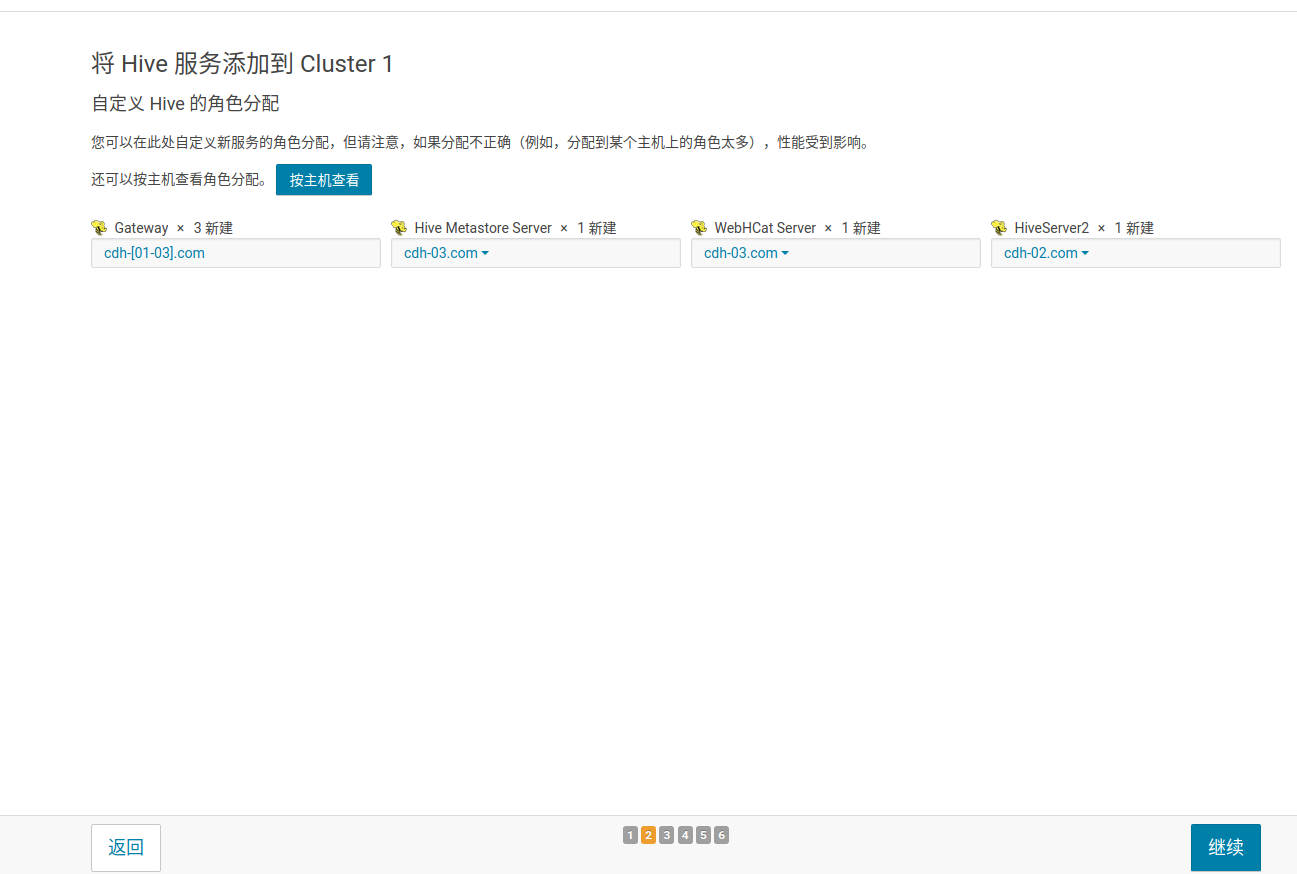 将 Hive 服务添加到 Cluster 1
自定义 Hive 的角色分配
您可以在此处自定义新服务的角色分配，但请注意，如果分配不正确（例如，分配到某个主机上的角色太多），性能受到影响。
还可以按主机查看角色分配。 按主机查看
Gateway × 3 新建 Hive Metastore Server × 1 新建 WebHCat Server × 1 新建 HiveServer2 × 1 新建
cdh-[01-03].com cdh-03.com cdh-03.com cdh-02.com
返回 1 2 3 4 5 6 继续